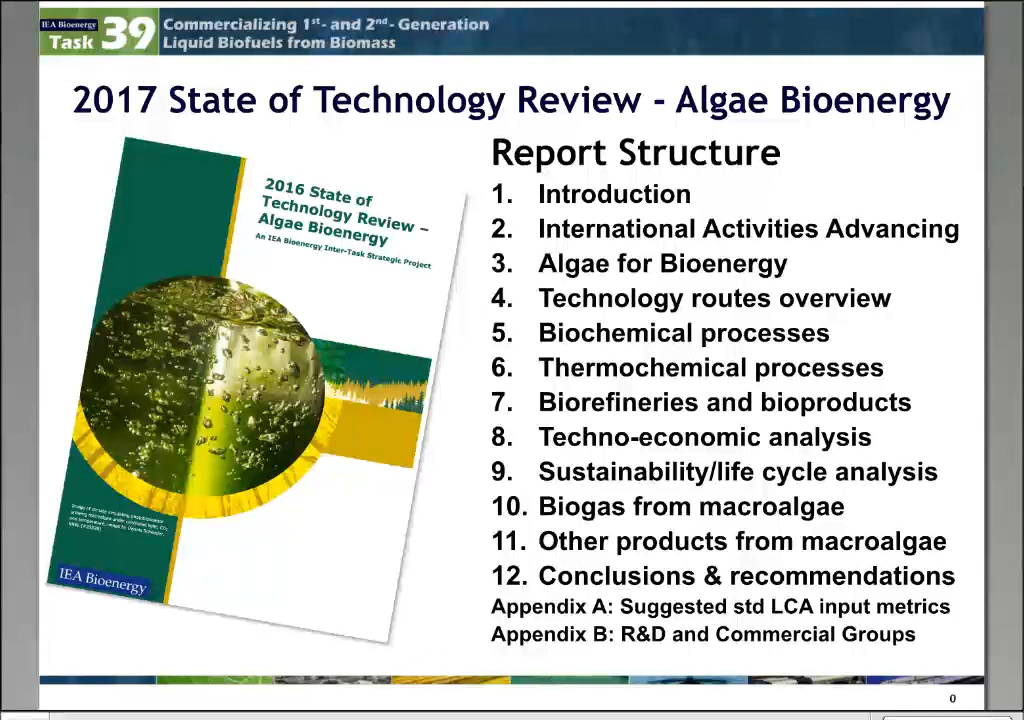 IEA Bioenergy
Task 39
Commercializing 1st- and 2nd- Generation
Liquid Biofuels from Biomass
2017 State of Technology Review - Algae Bioenergy
2016 State of
Technology Review –
Algae Bioenergy
An IEA Bioenergy Inter-Task Strategic Project
IEA Bioenergy
Report Structure
1. Introduction
2. International Activities Advancing
3. Algae for Bioenergy
4. Technology routes overview
5. Biochemical processes
6. Thermochemical processes
7. Biorefineries and bioproducts
8. Techno-economic analysis
9. Sustainability/life cycle analysis
10. Biogas from macroalgae
11. Other products from macroalgae
12. Conclusions & recommendations
Appendix A: Suggested std LCA input metrics
Appendix B: R&D and Commercial Groups
0